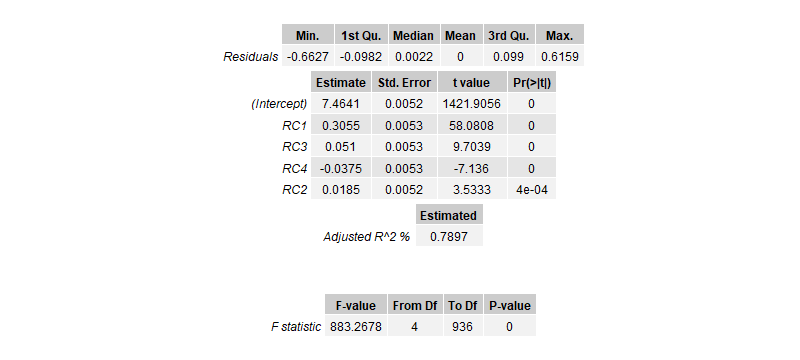 Min. 1st Qu. Median Mean 3rd Qu. Max.
Residuals -0.6627 -0.0982 0.0022 0 0.099 0.6159
Estimate Std. Error t value Pr(>|t|)
(Intercept) 7.4641 0.0052 1421.9056 0
RC1 0.3055 0.0053 58.0808 0
RC3 0.051 0.0053 9.7039 0
RC4 -0.0375 0.0053 -7.136 0
RC2 0.0185 0.0052 3.5333 4e-04
Estimated
Adjusted R^2 % 0.7897
F-value From Df To Df P-value
F statistic 883.2678 4 936 0